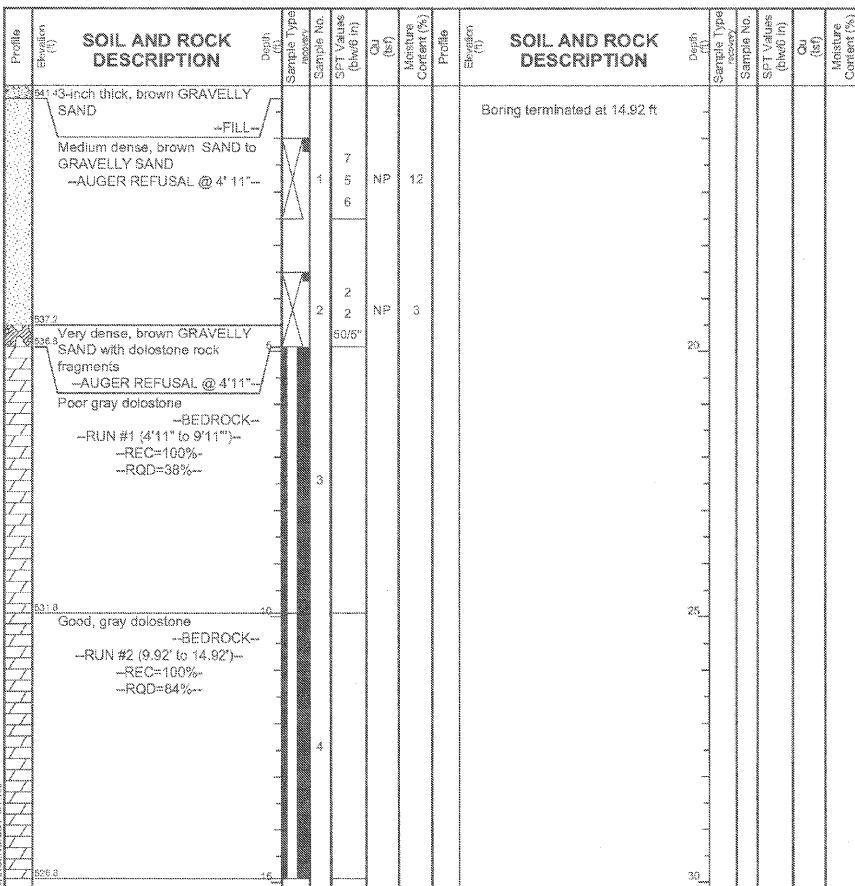 Profile
Elevation (ft)
SOIL AND ROCK DESCRIPTION
Depth (ft)
Sample Type recovery
Sample No.
SPT Values (blw/6 in)
Qu (tsf)
Moisture Content (%)
Profile
Elevation (ft)
SOIL AND ROCK DESCRIPTION
Depth (ft)
Sample Type recovery
Sample No.
SPT Values (blw/6 in)
Qu (tsf)
Moisture Content (%)
541.4 3-inch thick, brown GRAVELLY
SAND
--FILL--
Medium dense, brown SAND to
GRAVELLY SAND
--AUGER REFUSAL @ 4' 11"--
1
7
5
6
NP
12
2
2
2
50/5"
NP
3
537.2
Very dense, brown GRAVELLY
536.8
SAND with dolostone rock
fragments
--AUGER REFUSAL @ 4'11"--
5
Poor gray dolostone
--BEDROCK--
--RUN #1 (4'11" to 9'11"')--
--REC=100%--
--RQD=38%--
3
531.8
10
Good, gray dolostone
--BEDROCK--
--RUN #2 (9.92' to 14.92')--
--REC=100%-
--RQD=84%--
4
526.8
15
Boring terminated at 14.92 ft
20
25
30